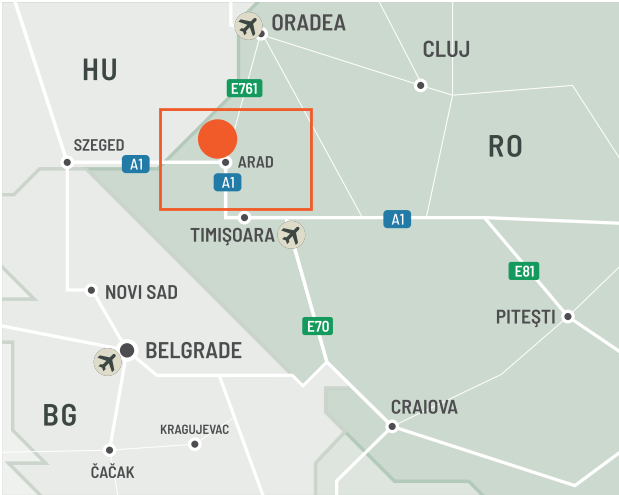 ORADEA
CLUJ
HU
E761
RO
SZEGED
A1
ARAD
A1
A1
TIMIŞOARA
E81
NOVI SAD
PITEŞTI
E70
BELGRADE
CRAIOVA
BG
KRAGUJEVAC
ČAČAK